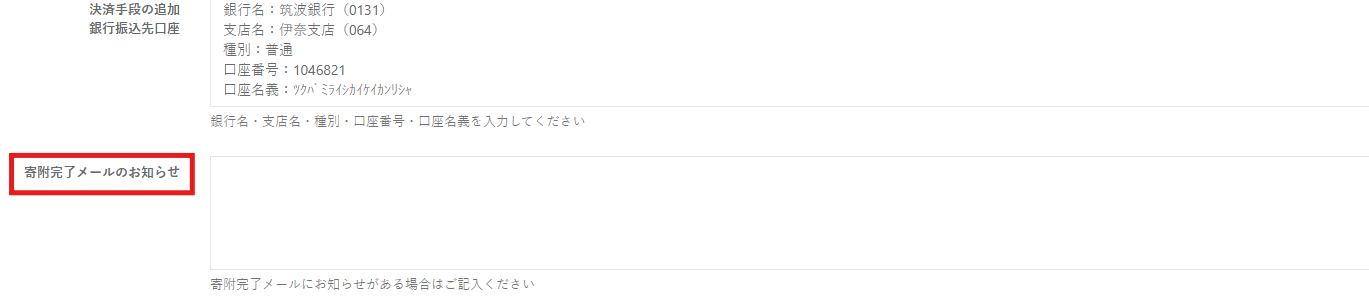 決済手段の追加
銀行振込先口座
銀行名：筑波銀行（0131）
支店名：伊奈支店（064）
種別：普通
口座番号：1046821
口座名義：ﾂｸﾊﾞﾐﾗｲｼｶｲｹｲｶﾝﾘｼｬ
銀行名・支店名・種別・口座番号・口座名義を入力してください
寄附完了メールのお知らせ
寄附完了メールにお知らせがある場合はご記入ください